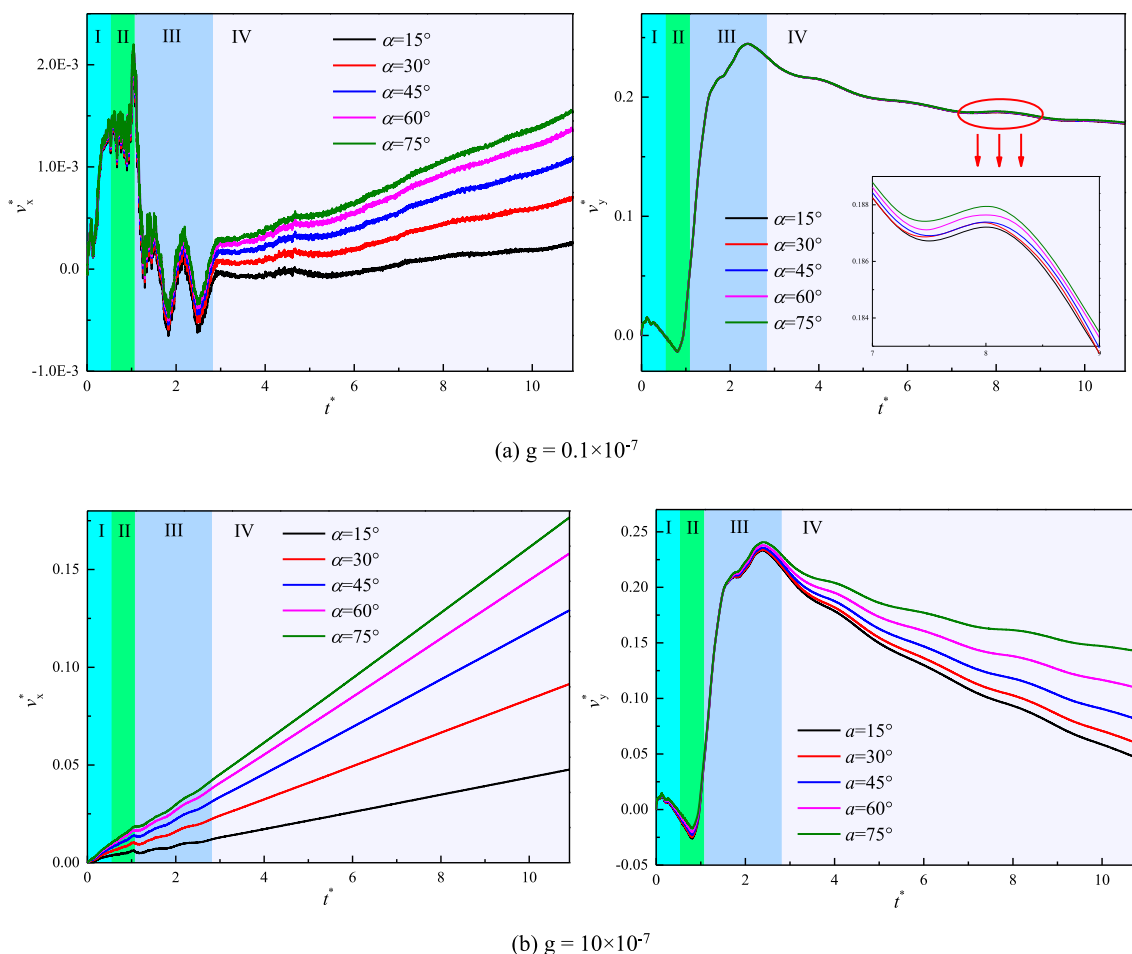 I II III IV
α=15°
α=30°
α=45°
α=60°
α=75°
2.0E-3
1.0E-3
0.0
-1.0E-3
v*x
0 2 4 6 8 10
t*
I II III IV
0.2
0.1
0.0
v*y
α=15°
α=30°
α=45°
α=60°
α=75°
0.188
0.186
0.184
7 8 9
0 2 4 6 8 10
t*
(a) g = 0.1×10-7
I II III IV
α=15°
α=30°
α=45°
α=60°
α=75°
0.15
0.10
0.05
0.00
v*x
0 2 4 6 8 10
t*
I II III IV
0.25
0.20
0.15
0.10
0.05
0.00
-0.05
v*y
a=15°
a=30°
a=45°
a=60°
a=75°
0 2 4 6 8 10
t*
(b) g = 10×10-7